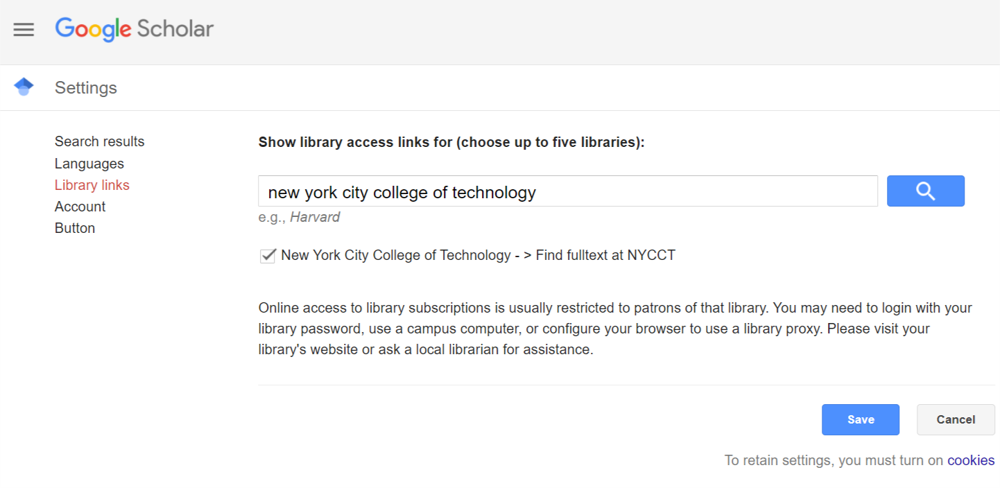 Google Scholar
Settings
Search results
Languages
Library links
Account
Button
Show library access links for (choose up to five libraries):
new york city college of technology
e.g., Harvard
New York City College of Technology - > Find fulltext at NYCCT
Online access to library subscriptions is usually restricted to patrons of that library. You may need to login with your
library password, use a campus computer, or configure your browser to use a library proxy. Please visit your
library's website or ask a local librarian for assistance.
Save
Cancel
To retain settings, you must turn on cookies